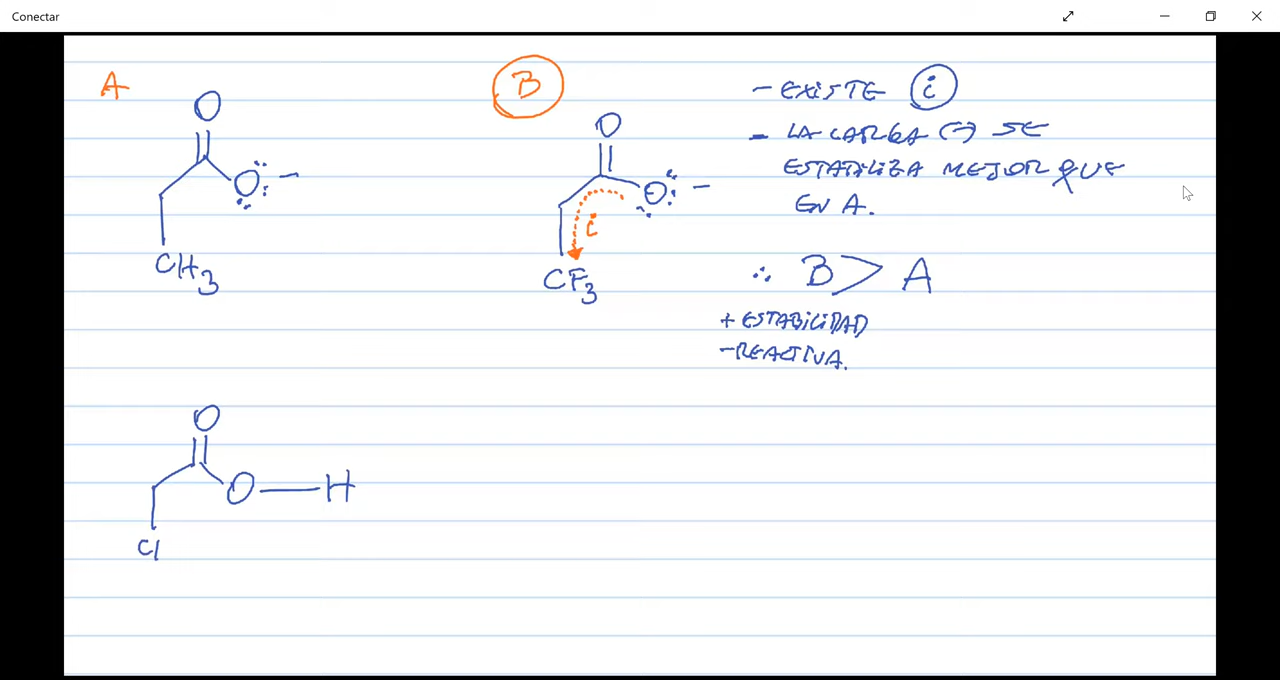 Conectar
A
O
O
CH3
B
O
O
i
CF3
- EXISTE i
- LA CARGA (-) SE
ESTABILIZA MEJOR QUE
EN A.
∴ B > A
+ ESTABILIDAD
- REACTIVA.
O
O — H
Cl